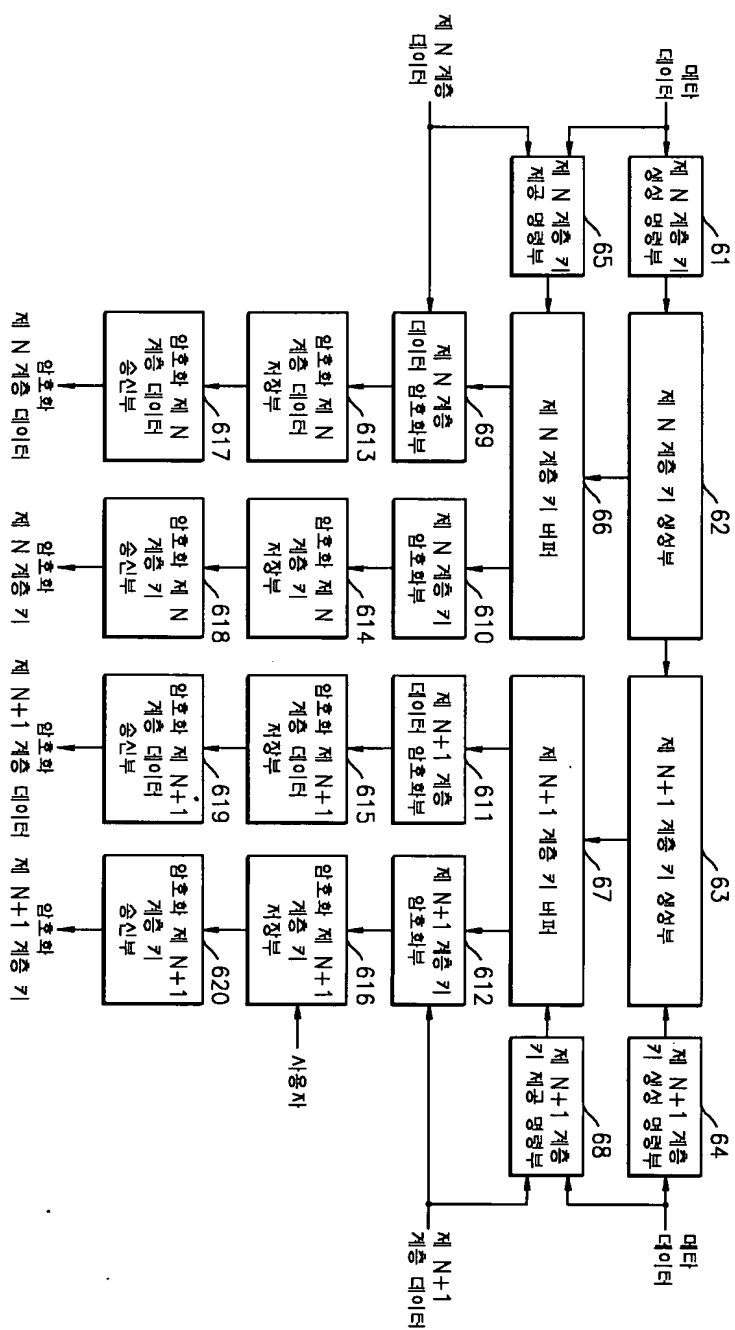 61
62
63
64
메타
데이터
제 N 계층 키
생성 명령부
제 N 계층 키 생성부
제 N+1 계층 키 생성부
제 N+1 계층
키 생성 명령부
메타
데이터
65
66
67
68
제 N 계층 키
제공 명령부
제 N 계층 키 버퍼
제 N+1 계층 키 버퍼
제 N+1 계층
키 제공 명령부
제 N 계층
데이터
69
610
611
612
제 N 계층
데이터 암호화부
제 N 계층 키
암호화부
제 N+1 계층
데이터 암호화부
제 N+1 계층 키
암호화부
제 N+1
계층 데이터
613
614
615
616
암호화 제 N
계층 데이터
저장부
암호화 제 N
계층 키
저장부
암호화 제 N+1
계층 데이터
저장부
암호화 제 N+1
계층 키
저장부
사용자
617
618
619
620
암호화 제 N
계층 데이터
송신부
암호화 제 N
계층 키
송신부
암호화 제 N+1
계층 데이터
송신부
암호화 제 N+1
계층 키
송신부
암호화
제 N 계층 데이터
암호화
제 N 계층 키
암호화
제 N+1 계층 데이터
암호화
제 N+1 계층 키